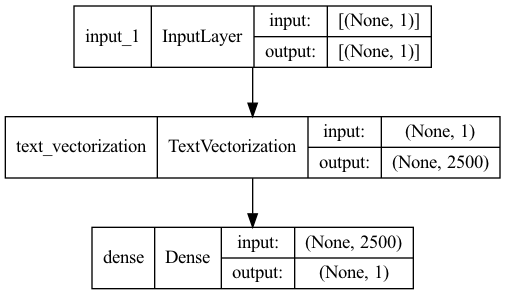 input_1 InputLayer input: [(None, 1)]
output: [(None, 1)]
text_vectorization TextVectorization input: (None, 1)
output: (None, 2500)
dense Dense input: (None, 2500)
output: (None, 1)